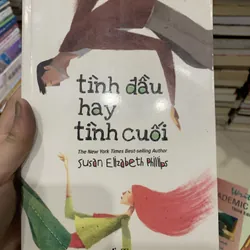 tình đầu
hay
tình cuối
The New York Times Best-selling Author
Susan Elizabeth Phillips